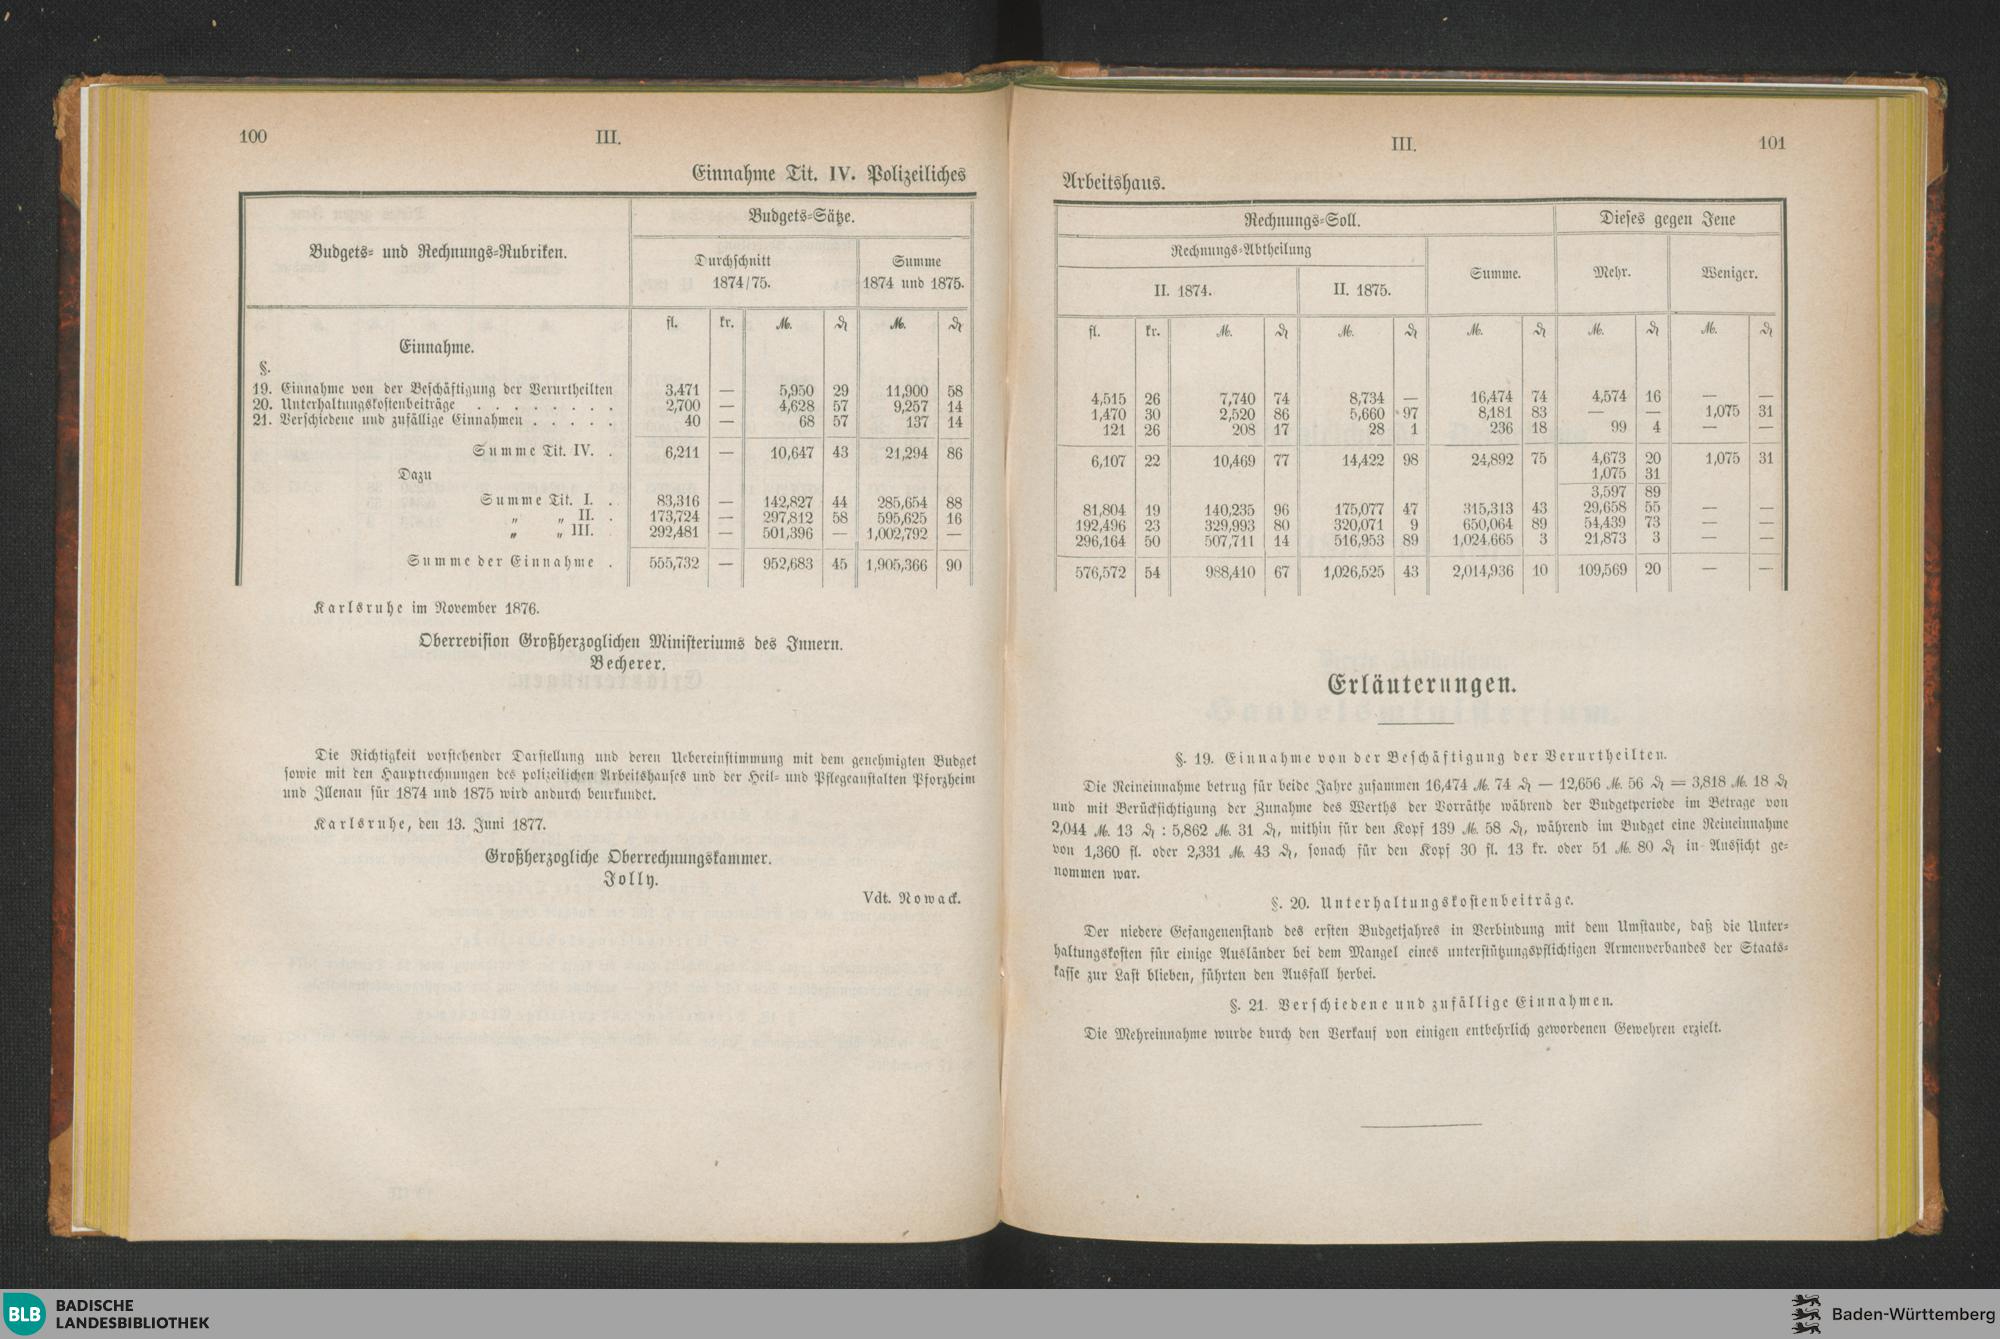 100
III.
Einnahme Tit. IV. Polizeiliches
Budgets- und Rechnungs-Rubriken.
Budgets-Sätze.
Durchschnitt 1874/75.
Summe 1874 und 1875.
fl. kr. M. ₰ M. ₰
Einnahme.
§.
19. Einnahme von der Beschäftigung der Verurtheilten 3,471 — 5,950 29 11,900 58
20. Unterhaltungskostenbeiträge . . . . . . . . 2,700 — 4,628 57 9,257 14
21. Verschiedene und zufällige Einnahmen . . . . . 40 — 68 57 137 14
Summe Tit. IV. . 6,211 — 10,647 43 21,294 86
Dazu
Summe Tit. I. . 83,316 — 142,827 44 285,654 88
„ „ II. . 173,724 — 297,812 58 595,625 16
„ „ III. 292,481 — 501,396 — 1,002,792 —
Summe der Einnahme . 555,732 — 952,683 45 1,905,366 90
Karlsruhe im November 1876.
Oberrevision Großherzoglichen Ministeriums des Innern.
Becherer.
Die Richtigkeit vorstehender Darstellung und deren Uebereinstimmung mit dem genehmigten Budget
sowie mit den Hauptrechnungen des polizeilichen Arbeitshauses und der Heil- und Pflegeanstalten Pforzheim
und Illenau für 1874 und 1875 wird andurch beurkundet.
Karlsruhe, den 13. Juni 1877.
Großherzogliche Oberrechnungskammer.
Jolly.
Vdt. Nowack.
III.
101
Arbeitshaus.
Rechnungs-Soll.
Dieses gegen Jene
Rechnungs-Abtheilung
Summe.
Mehr.
Weniger.
II. 1874.
II. 1875.
fl. kr. M. ₰ M. ₰ M. ₰ M. ₰ M. ₰
4,515 26 7,740 74 8,734 — 16,474 74 4,574 16 — —
1,470 30 2,520 86 5,660 97 8,181 83 — — 1,075 31
121 26 208 17 28 1 236 18 99 4 — —
6,107 22 10,469 77 14,422 98 24,892 75 4,673 20 1,075 31
1,075 31
3,597 89
81,804 19 140,235 96 175,077 47 315,313 43 29,658 55 — —
192,496 23 329,993 80 320,071 9 650,064 89 54,439 73 — —
296,164 50 507,711 14 516,953 89 1,024,665 3 21,873 3 — —
576,572 54 988,410 67 1,026,525 43 2,014,936 10 109,569 20 — —
Erläuterungen.
§. 19. Einnahme von der Beschäftigung der Verurtheilten.
Die Reineinnahme betrug für beide Jahre zusammen 16,474 M. 74 ₰ — 12,656 M. 56 ₰ = 3,818 M. 18 ₰
und mit Berücksichtigung der Zunahme des Werths der Vorräthe während der Budgetperiode im Betrage von
2,044 M. 13 ₰ : 5,862 M. 31 ₰, mithin für den Kopf 139 M. 58 ₰, während im Budget eine Reineinnahme
von 1,360 fl. oder 2,331 M. 43 ₰, sonach für den Kopf 30 fl. 13 kr. oder 51 M. 80 ₰ in Aussicht ge-
nommen war.
§. 20. Unterhaltungskostenbeiträge.
Der niedere Gefangenenstand des ersten Budgetjahres in Verbindung mit dem Umstande, daß die Unter-
haltungskosten für einige Ausländer bei dem Mangel eines unterstützungspflichtigen Armenverbandes der Staats-
kasse zur Last blieben, führten den Ausfall herbei.
§. 21. Verschiedene und zufällige Einnahmen.
Die Mehreinnahme wurde durch den Verkauf von einigen entbehrlich gewordenen Gewehren erzielt.
BLB
BADISCHE
LANDESBIBLIOTHEK
Baden-Württemberg